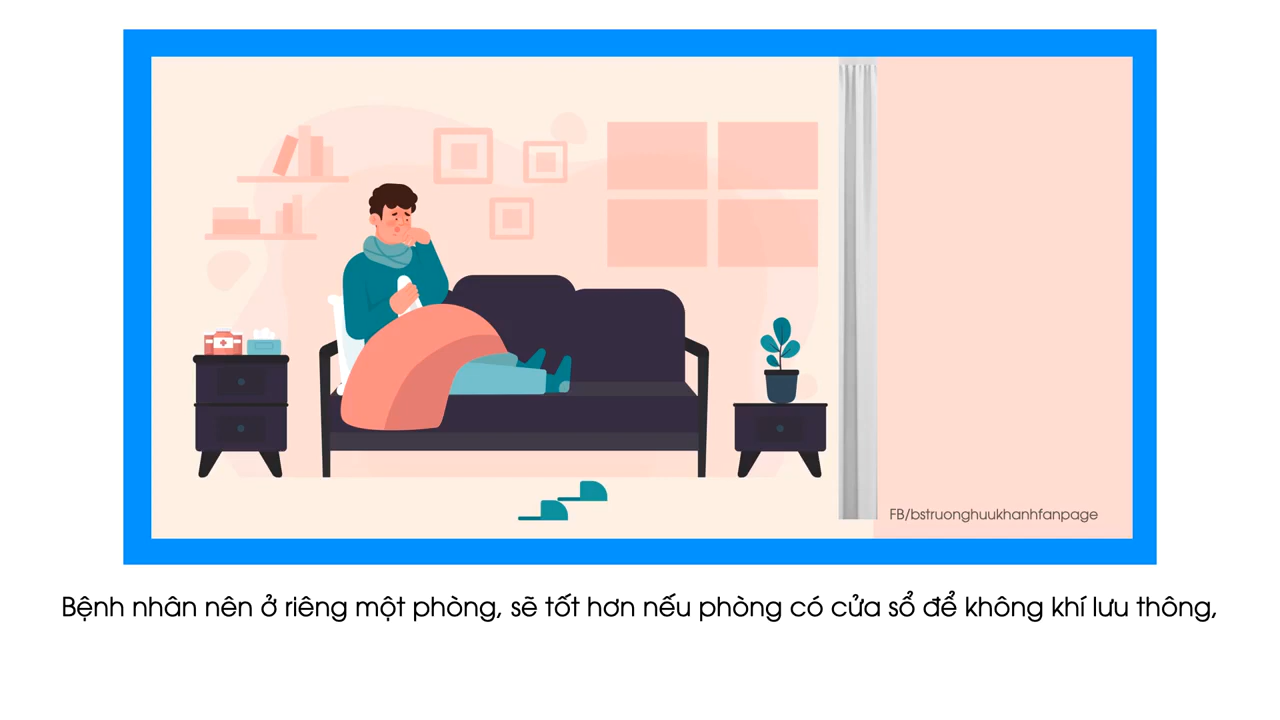 FB/bstruonghuukhanhfanpage
Bệnh nhân nên ở riêng một phòng, sẽ tốt hơn nếu phòng có cửa sổ để không khí lưu thông,